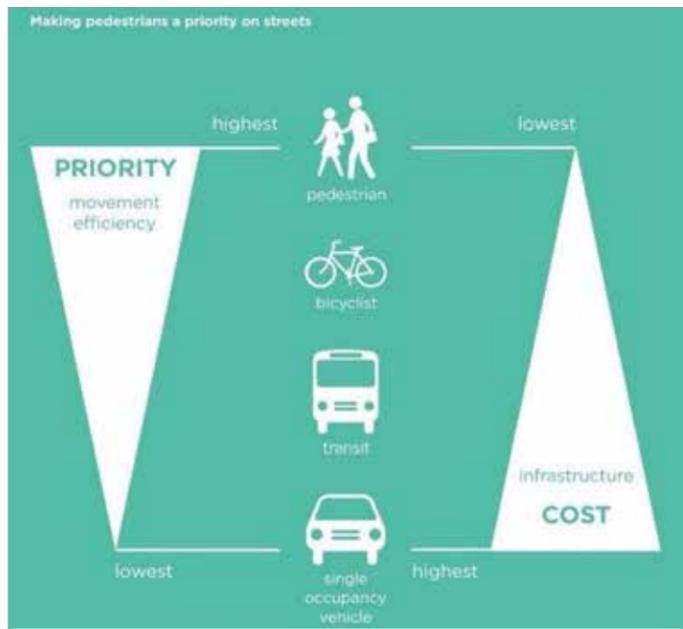 Making pedestrians a priority on streets
highest
lowest
PRIORITY
movement
efficiency
pedestrian
bicyclist
transit
infrastructure
COST
lowest
highest
single
occupancy
vehicle